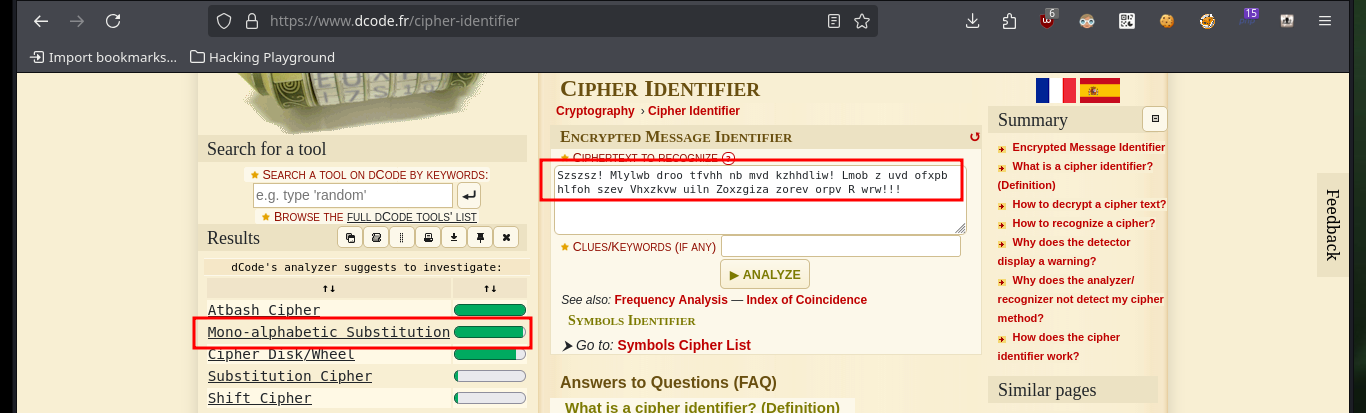 https://www.dcode.fr/cipher-identifier
6
15
Import bookmarks...
Hacking Playground
Search for a tool
SEARCH A TOOL ON DCODE BY KEYWORDS:
e.g. type 'random'
BROWSE THE FULL DCODE TOOLS' LIST
Results
dCode's analyzer suggests to investigate:
↑↓ ↑↓
Atbash Cipher
Mono-alphabetic Substitution
Cipher Disk/Wheel
Substitution Cipher
Shift Cipher
CIPHER IDENTIFIER
Cryptography › Cipher Identifier
ENCRYPTED MESSAGE IDENTIFIER
CIPHERTEXT TO RECOGNIZE ?
Szszsz! Mlylwb droo tfvhh nb mvd kzhhdliw! Lmob z uvd ofxpb
hlfoh szev Vhxzkvw uiln Zoxzgiza zorev orpv R wrw!!!
CLUES/KEYWORDS (IF ANY)
▶ ANALYZE
See also: Frequency Analysis — Index of Coincidence
SYMBOLS IDENTIFIER
➤ Go to: Symbols Cipher List
Answers to Questions (FAQ)
What is a cipher identifier? (Definition)
Summary
Encrypted Message Identifier
What is a cipher identifier?
(Definition)
How to decrypt a cipher text?
How to recognize a cipher?
Why does the detector
display a warning?
Why does the analyzer/
recognizer not detect my cipher
method?
How does the cipher
identifier work?
Similar pages
Feedback